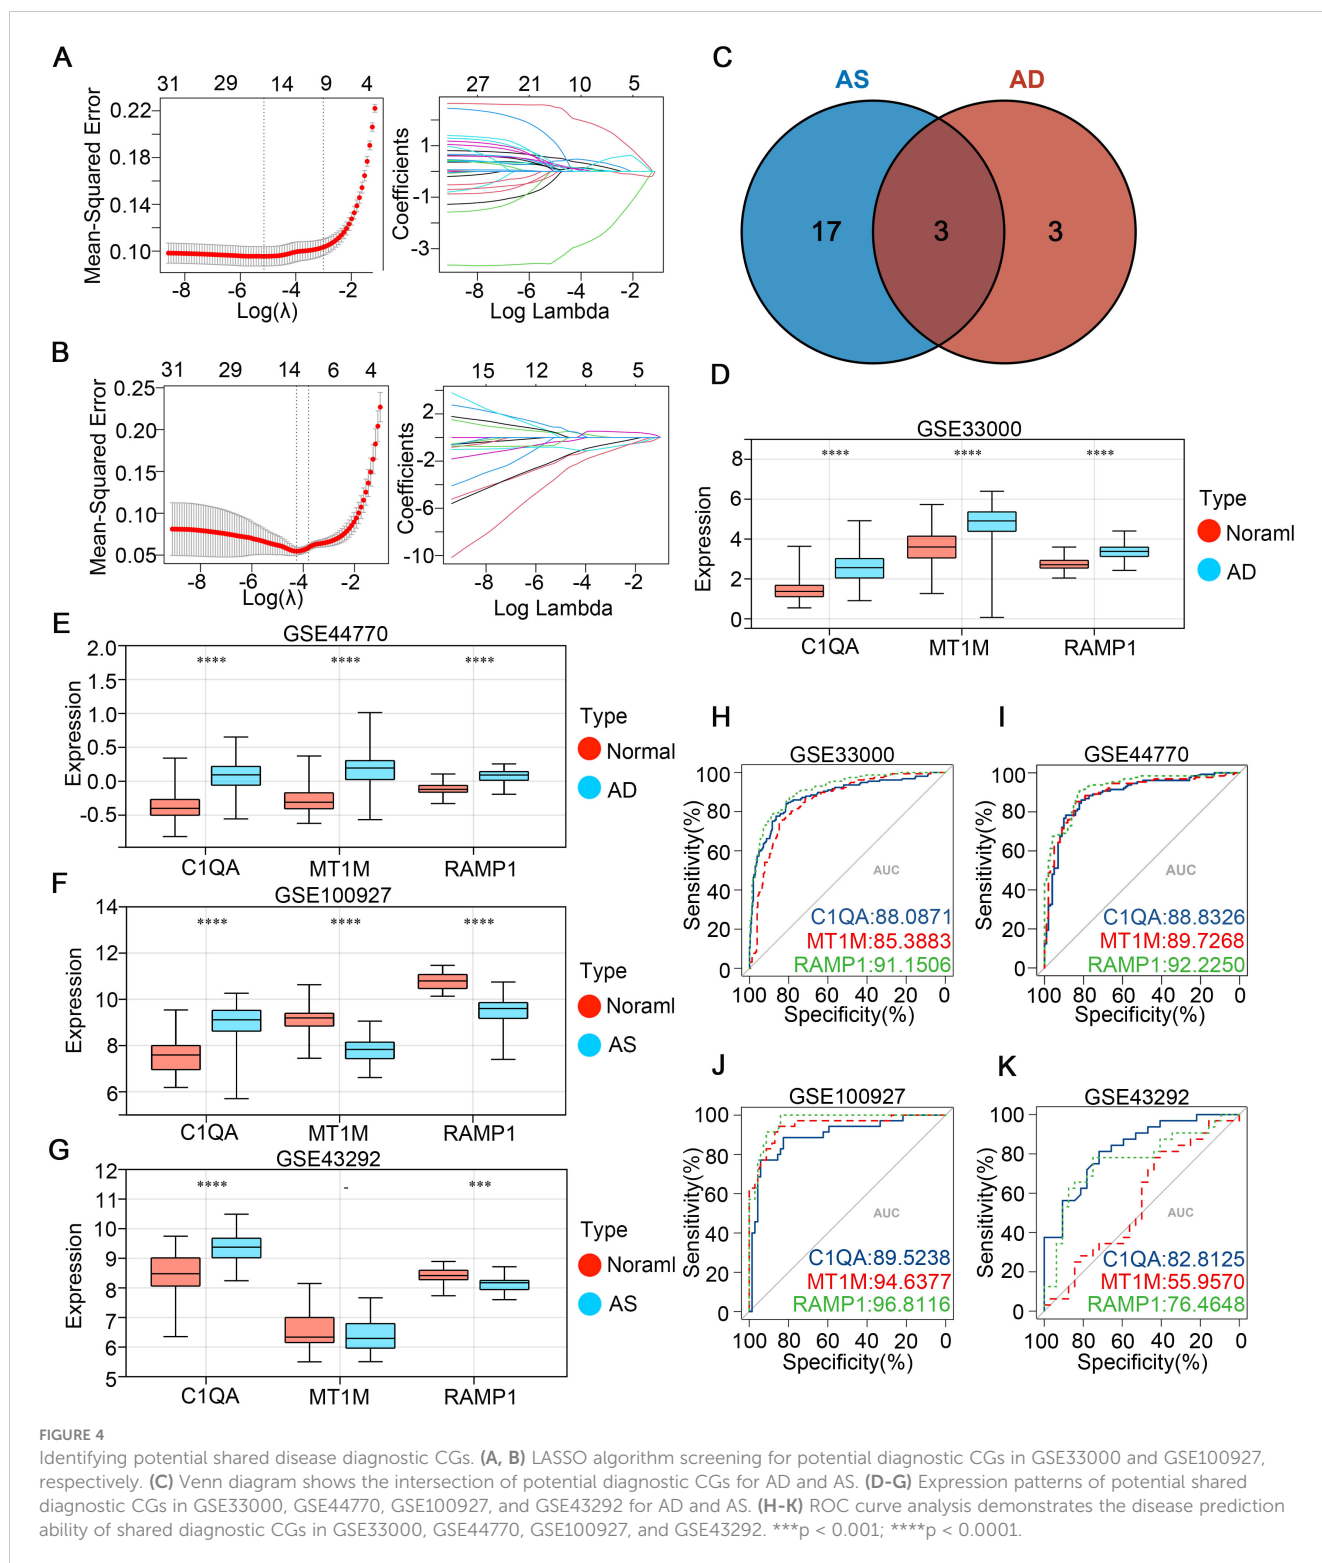 A
31 29 14 9 4
Mean-Squared Error
0.22
0.18
0.14
0.10
-8 -6 -4 -2
Log(λ)
27 21 10 5
Coefficients
1
-1
-3
-8 -6 -4 -2
Log Lambda
B
31 29 14 6 4
Mean-Squared Error
0.25
0.20
0.15
0.10
0.05
-8 -6 -4 -2
Log(λ)
15 12 8 5
Coefficients
2
-2
-6
-10
-8 -6 -4 -2
Log Lambda
C
AS AD
17 3 3
D
GSE33000
Expression
8
6
4
2
0
**** **** ****
C1QA MT1M RAMP1
Type
Noraml
AD
E
GSE44770
Expression
2.0
1.5
1.0
0.5
0.0
-0.5
**** **** ****
C1QA MT1M RAMP1
Type
Normal
AD
F
GSE100927
Expression
14
12
10
8
6
**** **** ****
C1QA MT1M RAMP1
Type
Noraml
AS
G
GSE43292
Expression
12
11
10
9
8
7
6
5
**** - ***
C1QA MT1M RAMP1
Type
Noraml
AS
H
GSE33000
Sensitivity(%)
100
80
60
40
20
0
AUC
C1QA:88.0871
MT1M:85.3883
RAMP1:91.1506
100 80 60 40 20 0
Specificity(%)
I
GSE44770
Sensitivity(%)
100
80
60
40
20
0
AUC
C1QA:88.8326
MT1M:89.7268
RAMP1:92.2250
100 80 60 40 20 0
Specificity(%)
J
GSE100927
Sensitivity(%)
100
80
60
40
20
0
AUC
C1QA:89.5238
MT1M:94.6377
RAMP1:96.8116
100 80 60 40 20 0
Specificity(%)
K
GSE43292
Sensitivity(%)
100
80
60
40
20
0
AUC
C1QA:82.8125
MT1M:55.9570
RAMP1:76.4648
100 80 60 40 20 0
Specificity(%)
FIGURE 4
Identifying potential shared disease diagnostic CGs. (A, B) LASSO algorithm screening for potential diagnostic CGs in GSE33000 and GSE100927,
respectively. (C) Venn diagram shows the intersection of potential diagnostic CGs for AD and AS. (D-G) Expression patterns of potential shared
diagnostic CGs in GSE33000, GSE44770, GSE100927, and GSE43292 for AD and AS. (H-K) ROC curve analysis demonstrates the disease prediction
ability of shared diagnostic CGs in GSE33000, GSE44770, GSE100927, and GSE43292. ***p < 0.001; ****p < 0.0001.